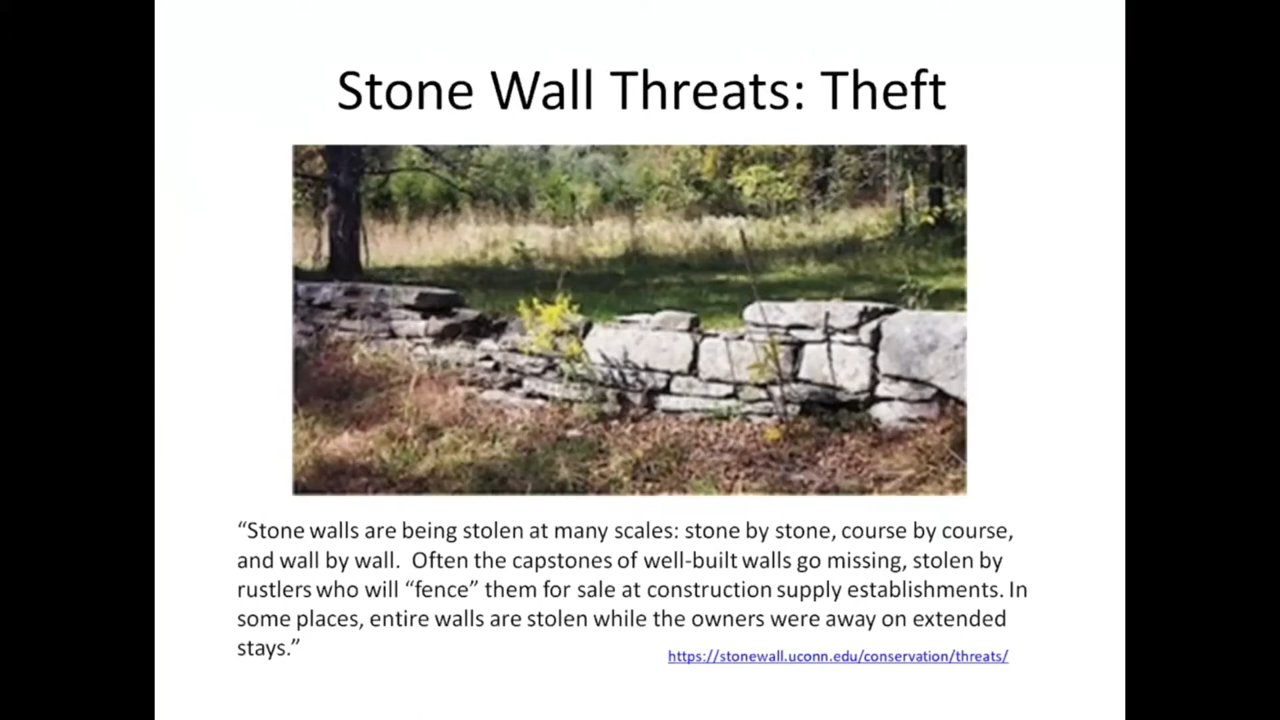 Stone Wall Threats: Theft
“Stone walls are being stolen at many scales: stone by stone, course by course,
and wall by wall.  Often the capstones of well-built walls go missing, stolen by
rustlers who will “fence” them for sale at construction supply establishments. In
some places, entire walls are stolen while the owners were away on extended
stays.”
https://stonewall.uconn.edu/conservation/threats/